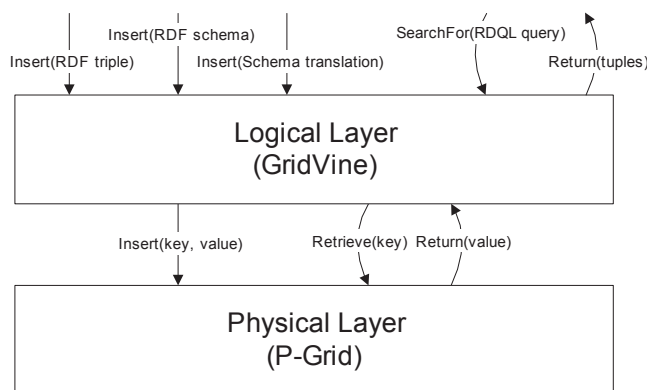 Insert(RDF schema)
SearchFor(RDQL query)
Insert(RDF triple)
Insert(Schema translation)
Return(tuples)
Logical Layer
(GridVine)
Insert(key, value)
Retrieve(key)
Return(value)
Physical Layer
(P-Grid)